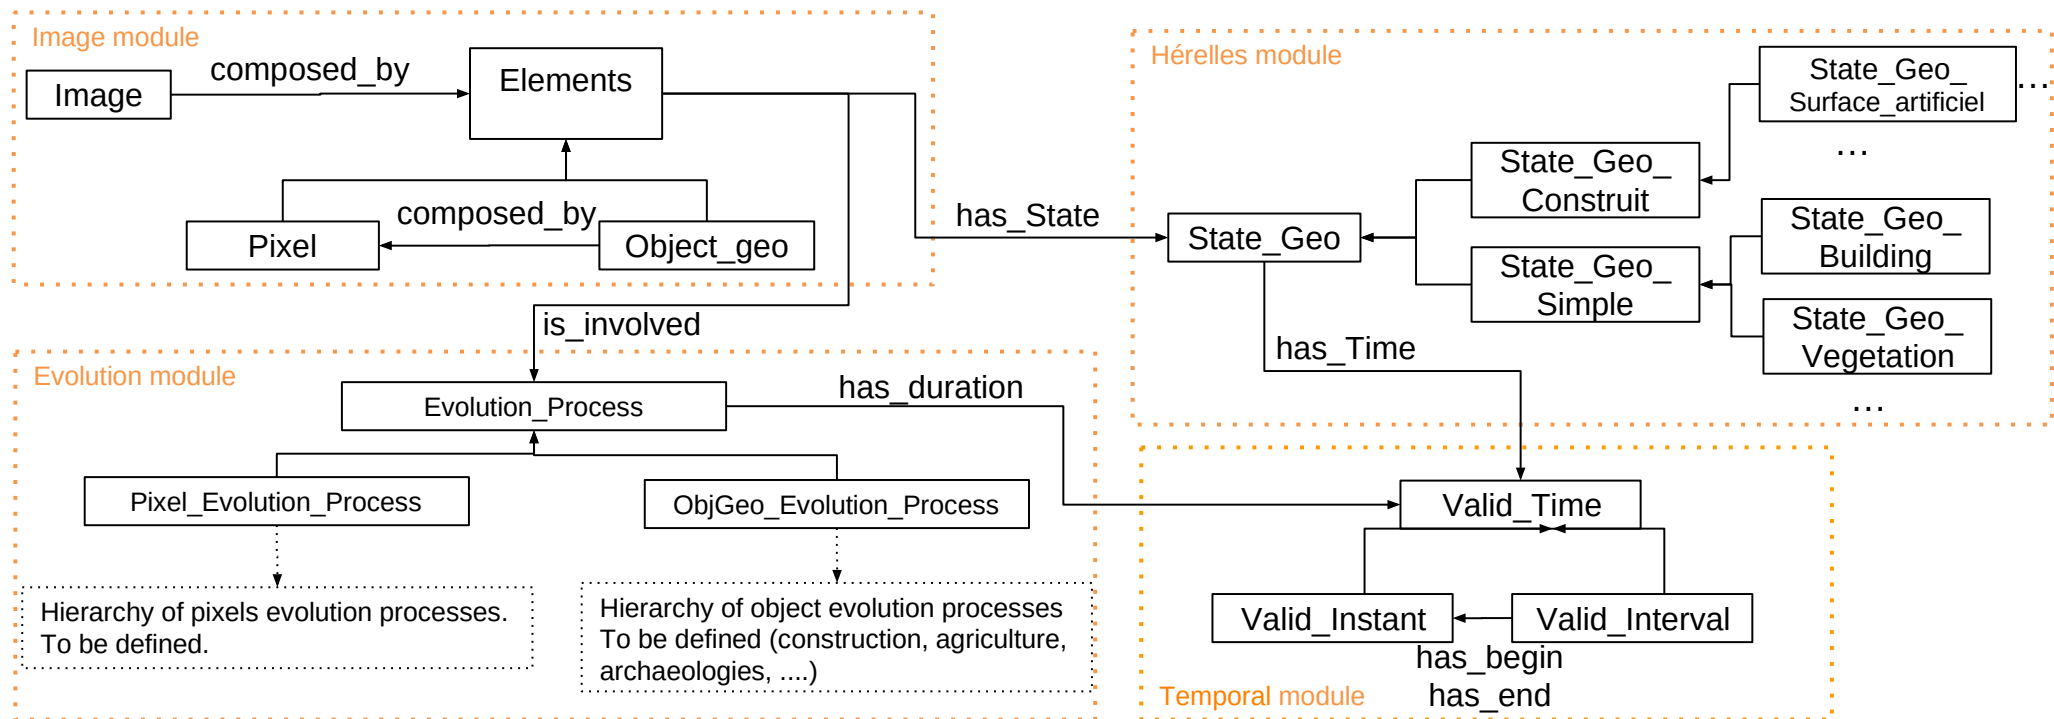 Image module
Image
composed_by
Elements
composed_by
Pixel
Object_geo
has_State
is_involved
Hérelles module
State_Geo_
Surface_artificiel
...
...
State_Geo_
Construit
State_Geo
State_Geo_
Simple
State_Geo_
Building
State_Geo_
Vegetation
...
has_Time
Evolution module
Evolution_Process
has_duration
Pixel_Evolution_Process
ObjGeo_Evolution_Process
Hierarchy of pixels evolution processes.
To be defined.
Hierarchy of object evolution processes
To be defined (construction, agriculture,
archaeologies, ....)
Valid_Time
Valid_Instant
Valid_Interval
has_begin
has_end
Temporal module